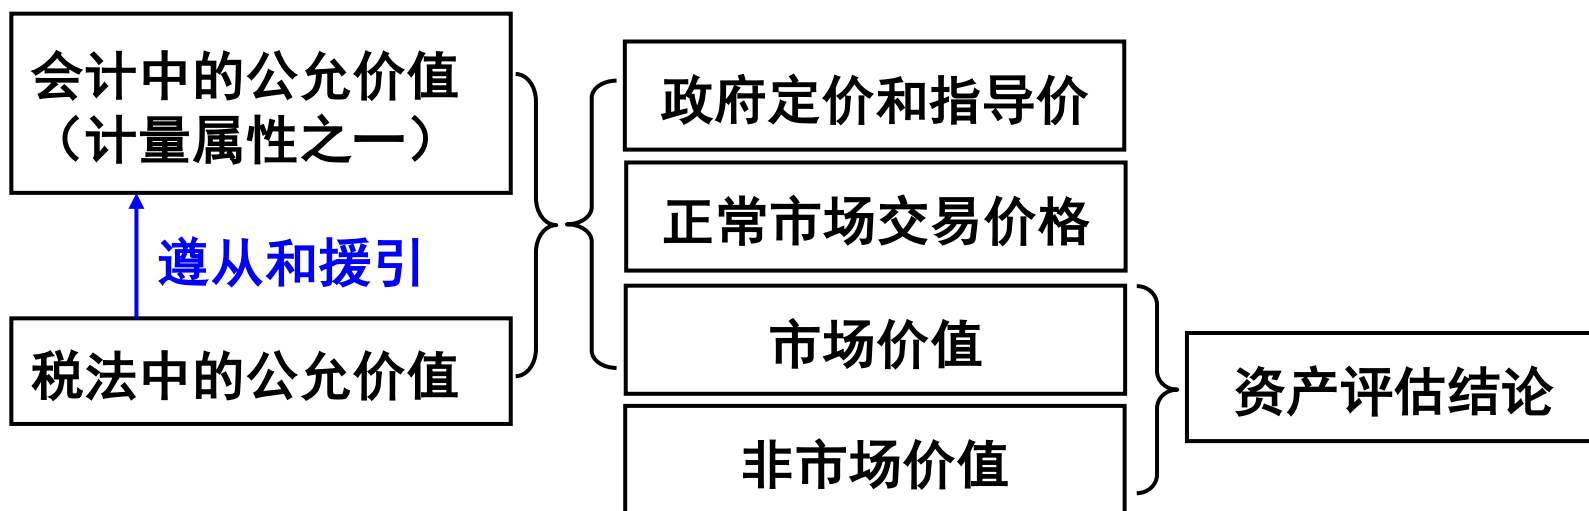 会计中的公允价值
（计量属性之一）
遵从和援引
税法中的公允价值
政府定价和指导价
正常市场交易价格
市场价值
非市场价值
资产评估结论